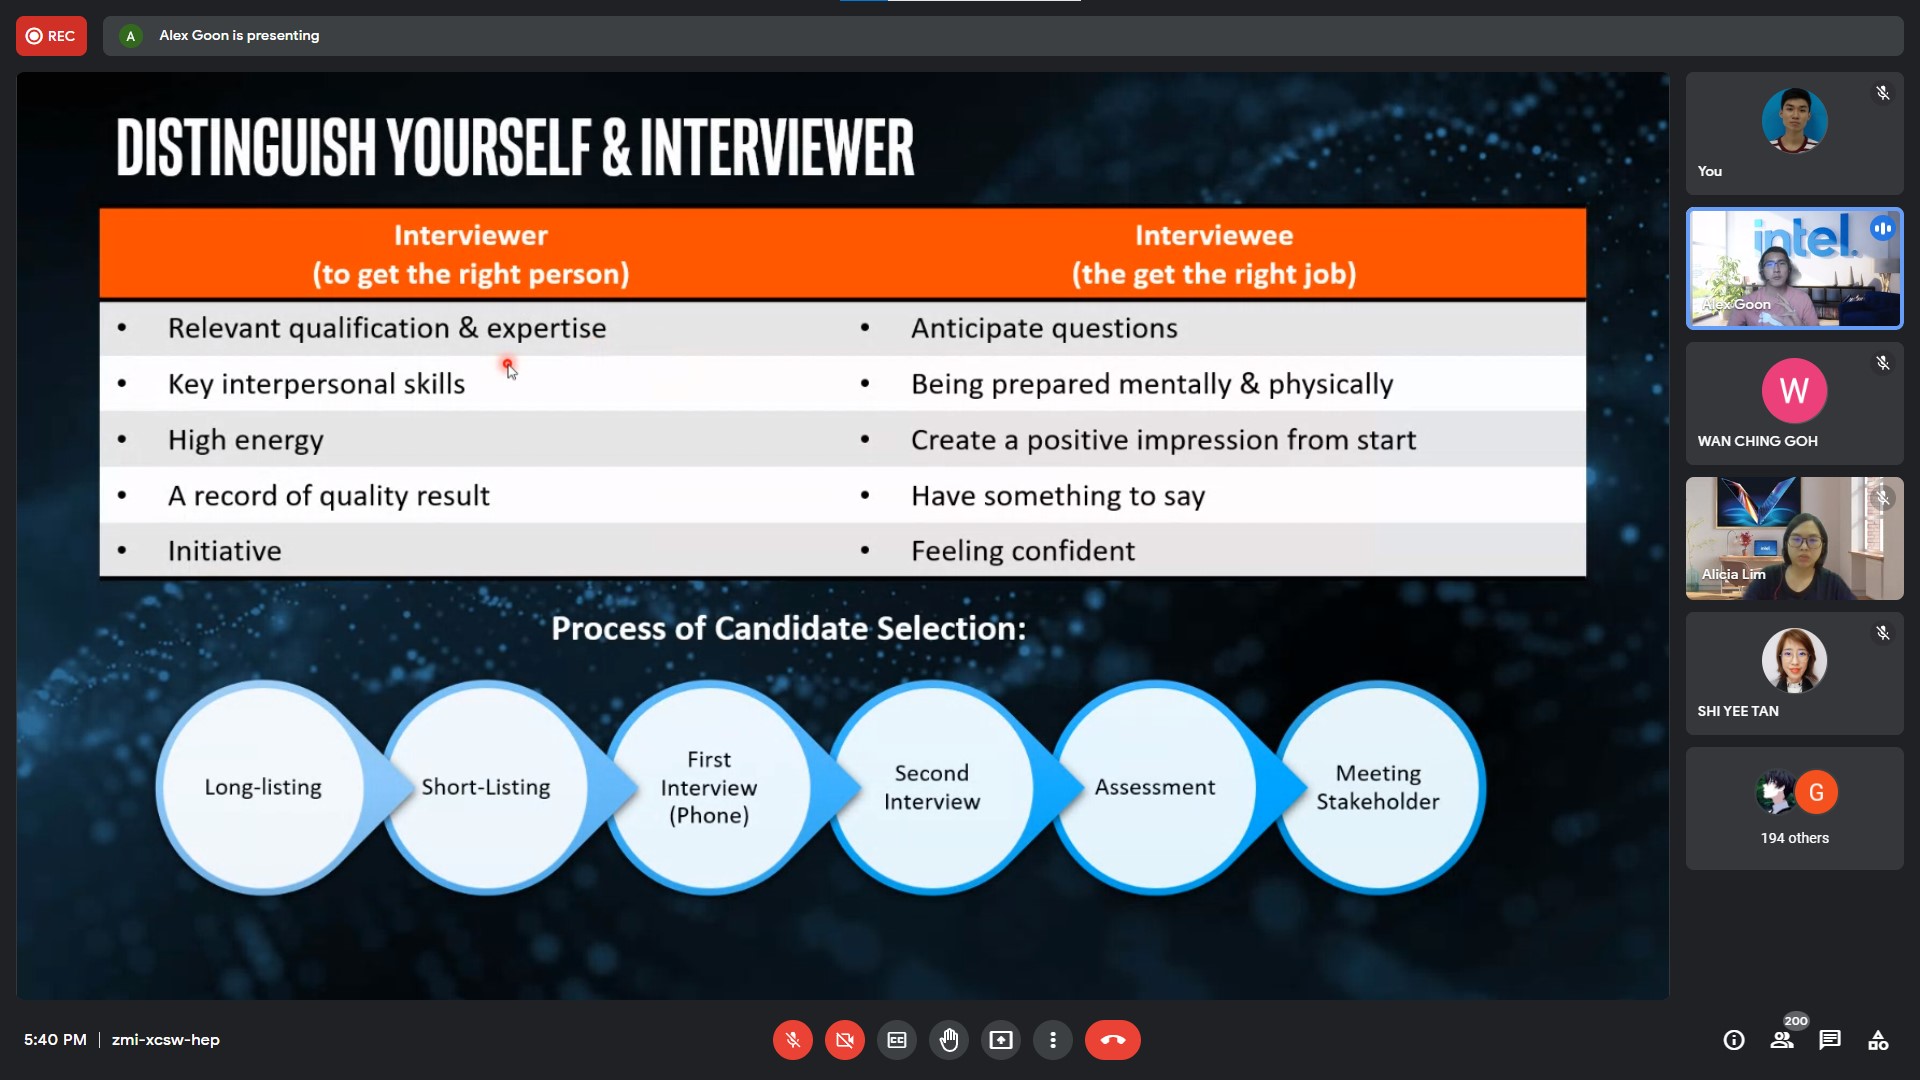 REC
A
Alex Goon is presenting
DISTINGUISH YOURSELF & INTERVIEWER
Interviewer
(to get the right person)
Interviewee
(the get the right job)
• Relevant qualification & expertise
• Anticipate questions
• Key interpersonal skills
• Being prepared mentally & physically
• High energy
• Create a positive impression from start
• A record of quality result
• Have something to say
• Initiative
• Feeling confident
Process of Candidate Selection:
Long-listing
Short-Listing
First
Interview
(Phone)
Second
Interview
Assessment
Meeting
Stakeholder
You
intel.
Alex Goon
W
WAN CHING GOH
intel
Alicia Lim
SHI YEE TAN
G
194 others
5:40 PM | zmi-xcsw-hep
CC
200